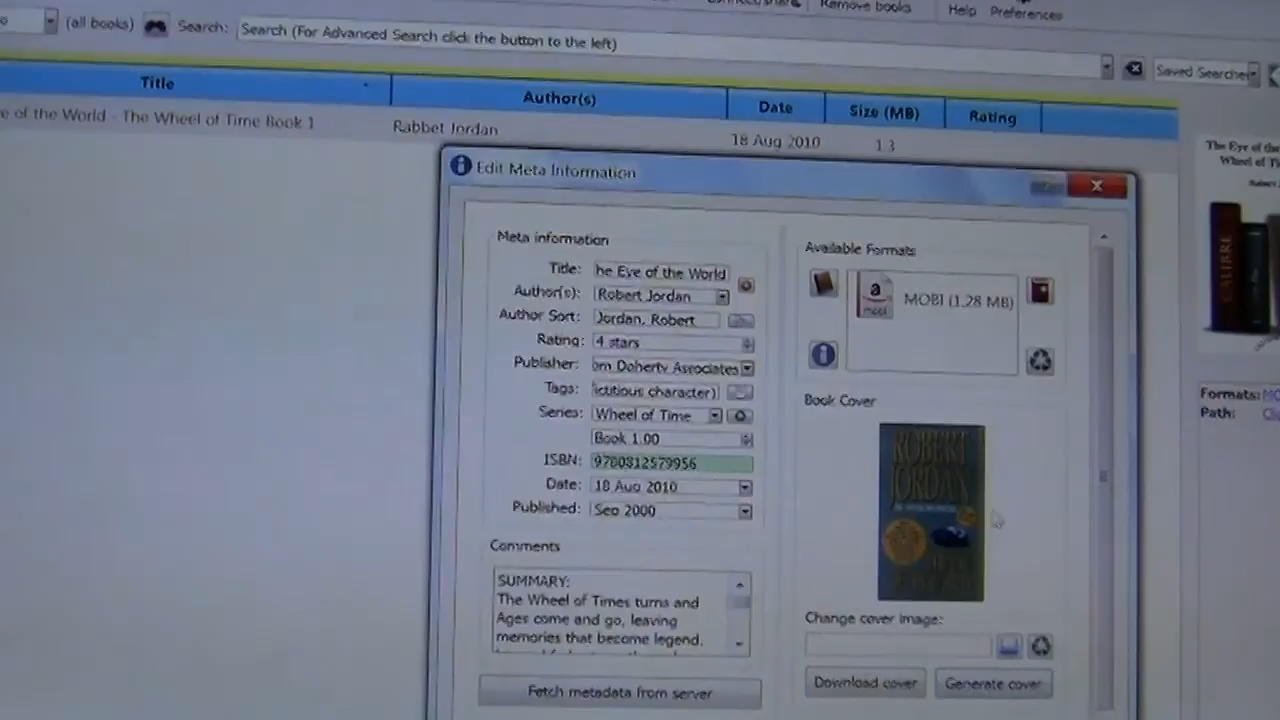 Remove books Help Preferences
(all books) Search: Search (For Advanced Search click the button to the left) Saved Searches
Title Author(s) Date Size (MB) Rating
e of the World - The Wheel of Time Book 1 Rabbet Jordan 18 Aug 2010 1.3
The Eye of the
Wheel of Ti
CALIBRE
Edit Meta Information
Meta information
Title: he Eye of the World
Author(s): Robert Jordan
Author Sort: Jordan, Robert
Rating: 4 stars
Publisher: om Doherty Associates
Tags: ictitious character)
Series: Wheel of Time
Book 1.00
ISBN: 9780812579956
Date: 18 Aug 2010
Published: Sep 2000
Comments
SUMMARY:
The Wheel of Times turns and
Ages come and go, leaving
memories that become legend.
Fetch metadata from server
Available Formats
a
mobi
MOBI (1.28 MB)
Book Cover
ROBERT
JORDAN
Change cover image:
Download cover Generate cover
Formats: MO
Path: